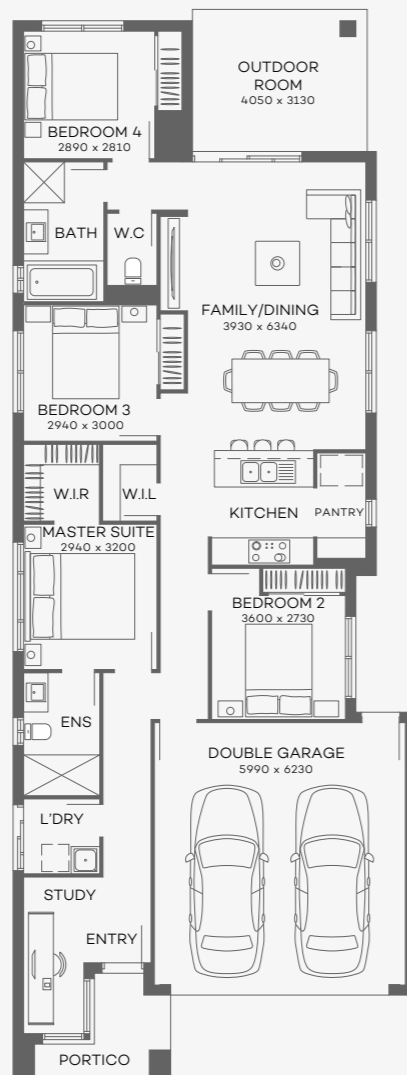 OUTDOOR
ROOM
4050 x 3130
BEDROOM 4
2890 x 2810
BATH
W.C
FAMILY/DINING
3930 x 6340
BEDROOM 3
2940 x 3000
W.I.R
W.I.L
KITCHEN
PANTRY
MASTER SUITE
2940 x 3200
BEDROOM 2
3600 x 2730
ENS
DOUBLE GARAGE
5990 x 6230
L'DRY
STUDY
ENTRY
PORTICO